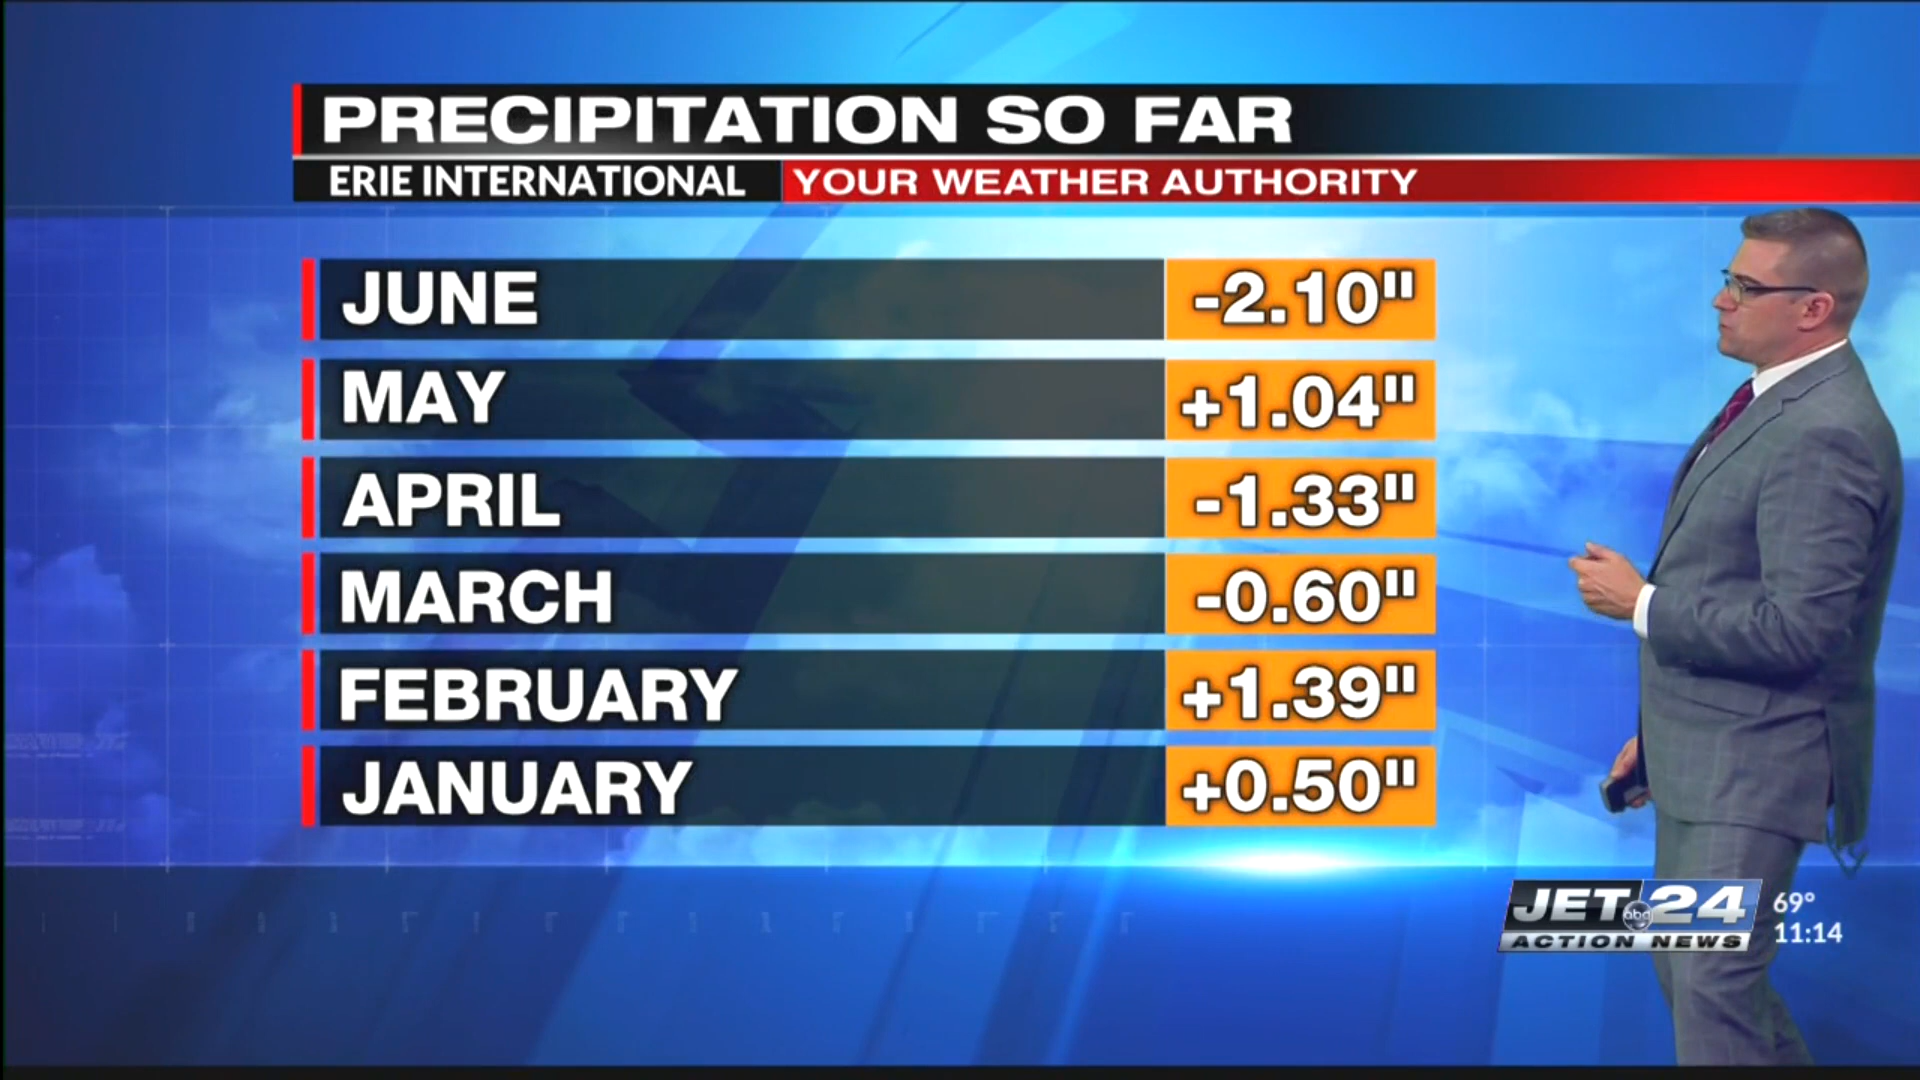 PRECIPITATION SO FAR
ERIE INTERNATIONAL YOUR WEATHER AUTHORITY
JUNE -2.10"
MAY +1.04"
APRIL -1.33"
MARCH -0.60"
FEBRUARY +1.39"
JANUARY +0.50"
JET abc 24
ACTION NEWS
69°
11:14